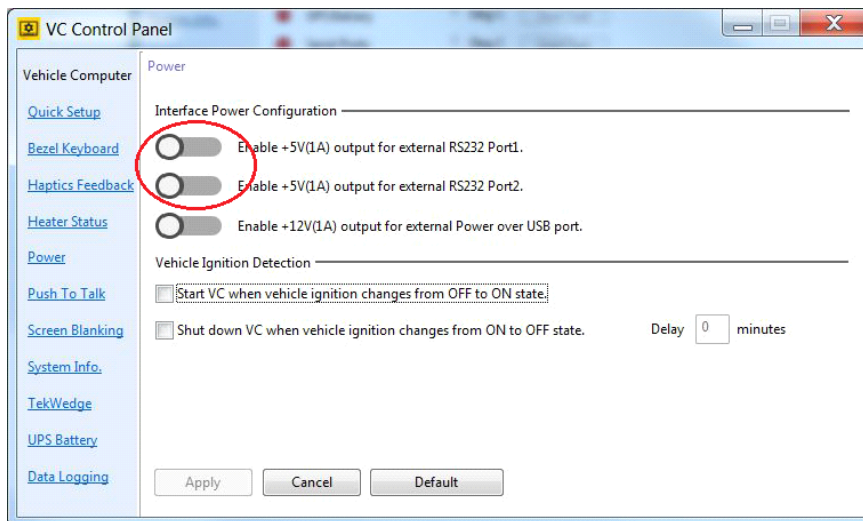 VC Control Panel
Vehicle Computer
Quick Setup
Bezel Keyboard
Haptics Feedback
Heater Status
Power
Push To Talk
Screen Blanking
System Info.
TekWedge
UPS Battery
Data Logging
Power
Interface Power Configuration
Enable +5V(1A) output for external RS232 Port1.
Enable +5V(1A) output for external RS232 Port2.
Enable +12V(1A) output for external Power over USB port.
Vehicle Ignition Detection
Start VC when vehicle ignition changes from OFF to ON state.
Shut down VC when vehicle ignition changes from ON to OFF state. Delay 0 minutes
Apply Cancel Default